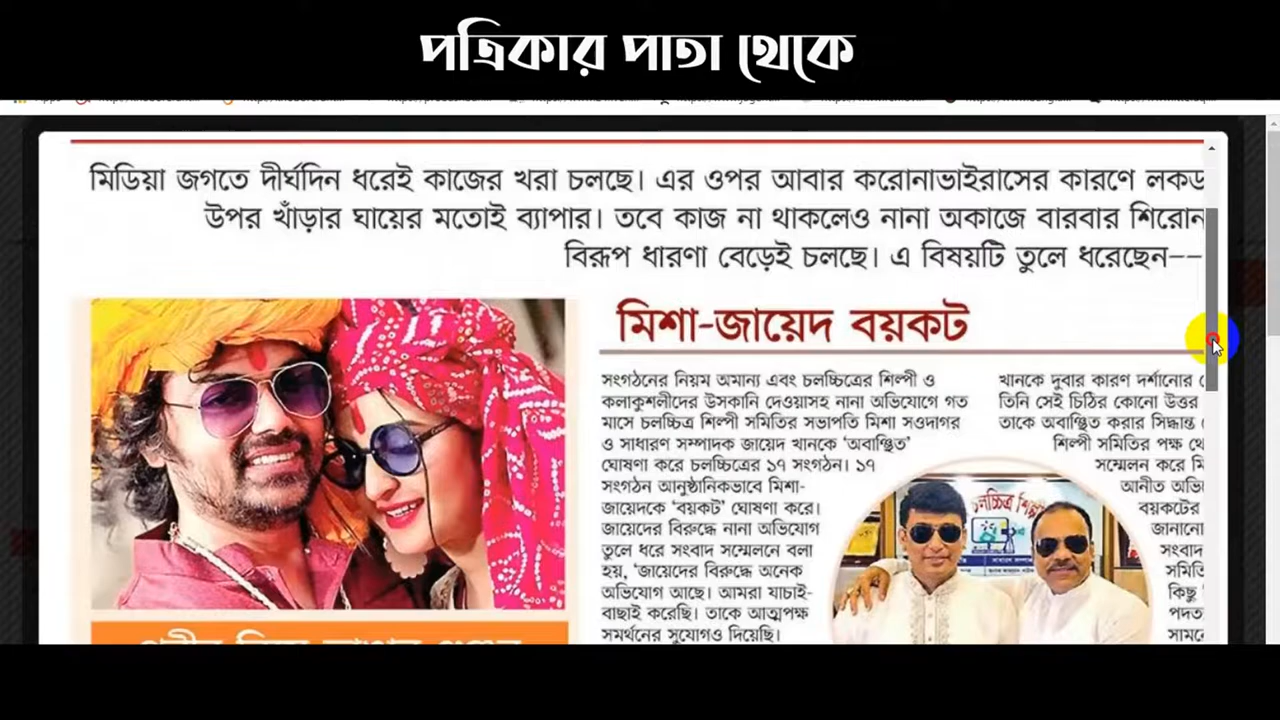 পত্রিকার পাতা থেকে
মিডিয়া জগতে দীর্ঘদিন ধরেই কাজের খরা চলছে। এর ওপর আবার করোনাভাইরাসের কারণে লকড
উপর খাঁড়ার ঘায়ের মতোই ব্যাপার। তবে কাজ না থাকলেও নানা অকাজে বারবার শিরোন
বিরূপ ধারণা বেড়েই চলছে। এ বিষয়টি তুলে ধরেছেন--
মিশা-জায়েদ বয়কট
সংগঠনের নিয়ম অমান্য এবং চলচ্চিত্রের শিল্পী ও
কলাকুশলীদের উসকানি দেওয়াসহ নানা অভিযোগে গত
মাসে চলচ্চিত্র শিল্পী সমিতির সভাপতি মিশা সওদাগর
ও সাধারণ সম্পাদক জায়েদ খানকে ‘অবাঞ্ছিত’
ঘোষণা করে চলচ্চিত্রের ১৭ সংগঠন। ১৭
সংগঠন আনুষ্ঠানিকভাবে মিশা-
জায়েদকে ‘বয়কট’ ঘোষণা করে।
জায়েদের বিরুদ্ধে নানা অভিযোগ
তুলে ধরে সংবাদ সম্মেলনে বলা
হয়, ‘জায়েদের বিরুদ্ধে অনেক
অভিযোগ আছে। আমরা যাচাই-
বাছাই করেছি। তাকে আত্মপক্ষ
সমর্থনের সুযোগও দিয়েছি।
খানকে দুবার কারণ দর্শানোর
তিনি সেই চিঠির কোনো উত্তর
তাকে অবাঞ্ছিত করার সিদ্ধান্ত
শিল্পী সমিতির পক্ষ থে
সম্মেলন করে মি
আনীত অভি
বয়কটের
জানানো
সংবাদ
সমিতি
কিছু
পদত
সামনে
চলচ্চিত্র শিল্পী